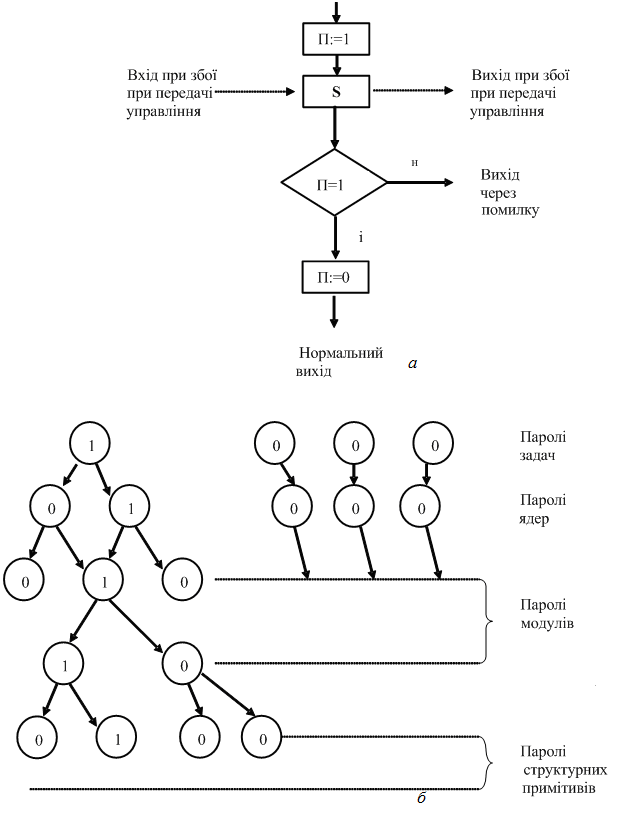 П:=1
Вхід при збої
при передачі
управління
S
Вихід при збої
при передачі
управління
П=1
н
Вихід
через
помилку
і
П:=0
Нормальний
вихід
а
1
0
0
0
Паролі
задач
0
1
0
0
0
Паролі
ядер
0
1
0
Паролі
модулів
1
0
0
1
0
0
Паролі
структурних
примітивів
б